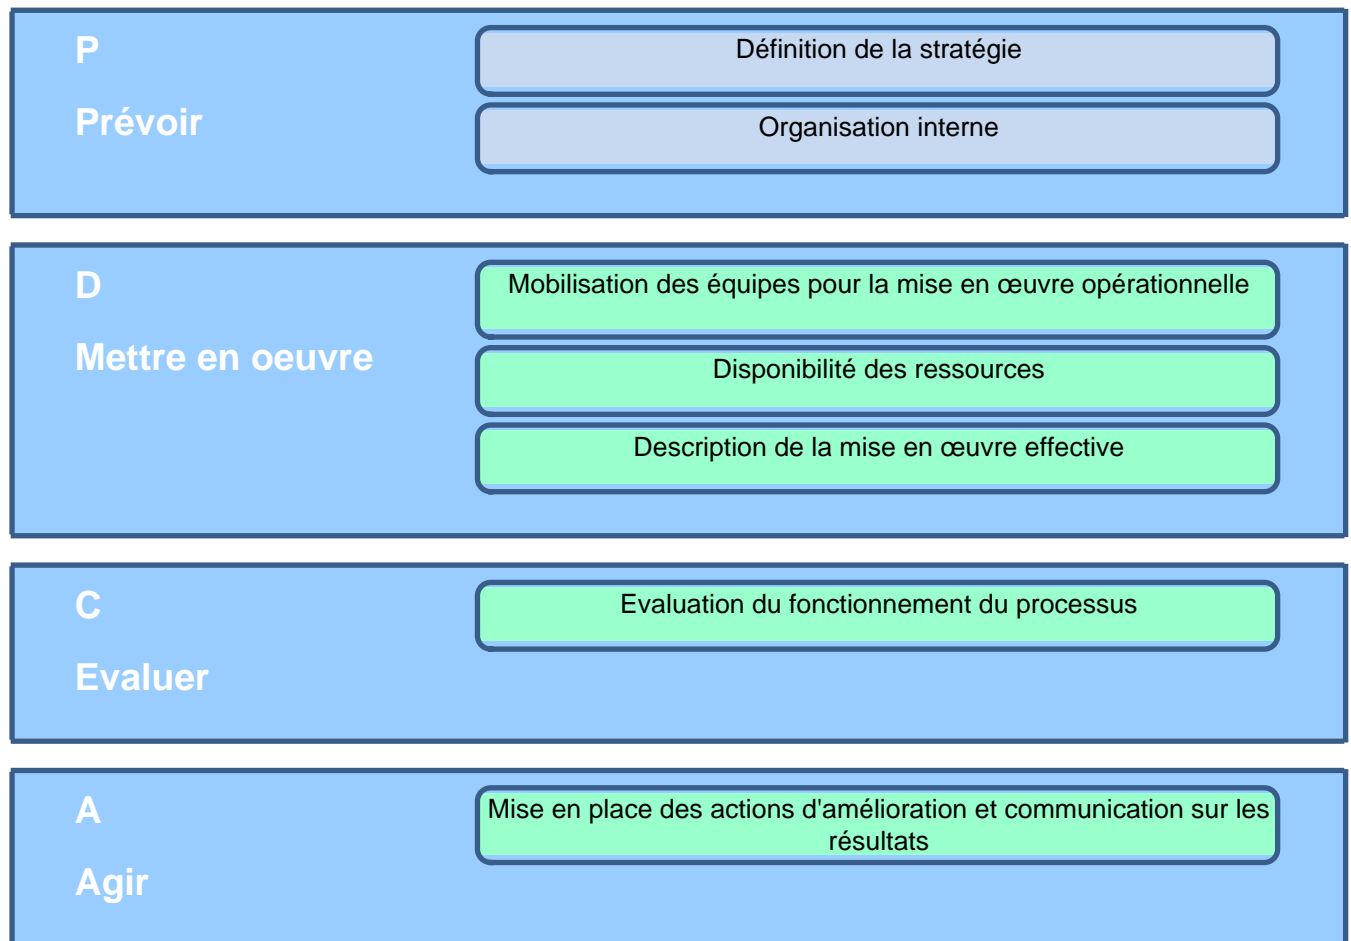 P
Prévoir
Définition de la stratégie
Organisation interne
D
Mettre en oeuvre
Mobilisation des équipes pour la mise en œuvre opérationnelle
Disponibilité des ressources
Description de la mise en œuvre effective
C
Evaluer
Evaluation du fonctionnement du processus
A
Agir
Mise en place des actions d'amélioration et communication sur les
résultats